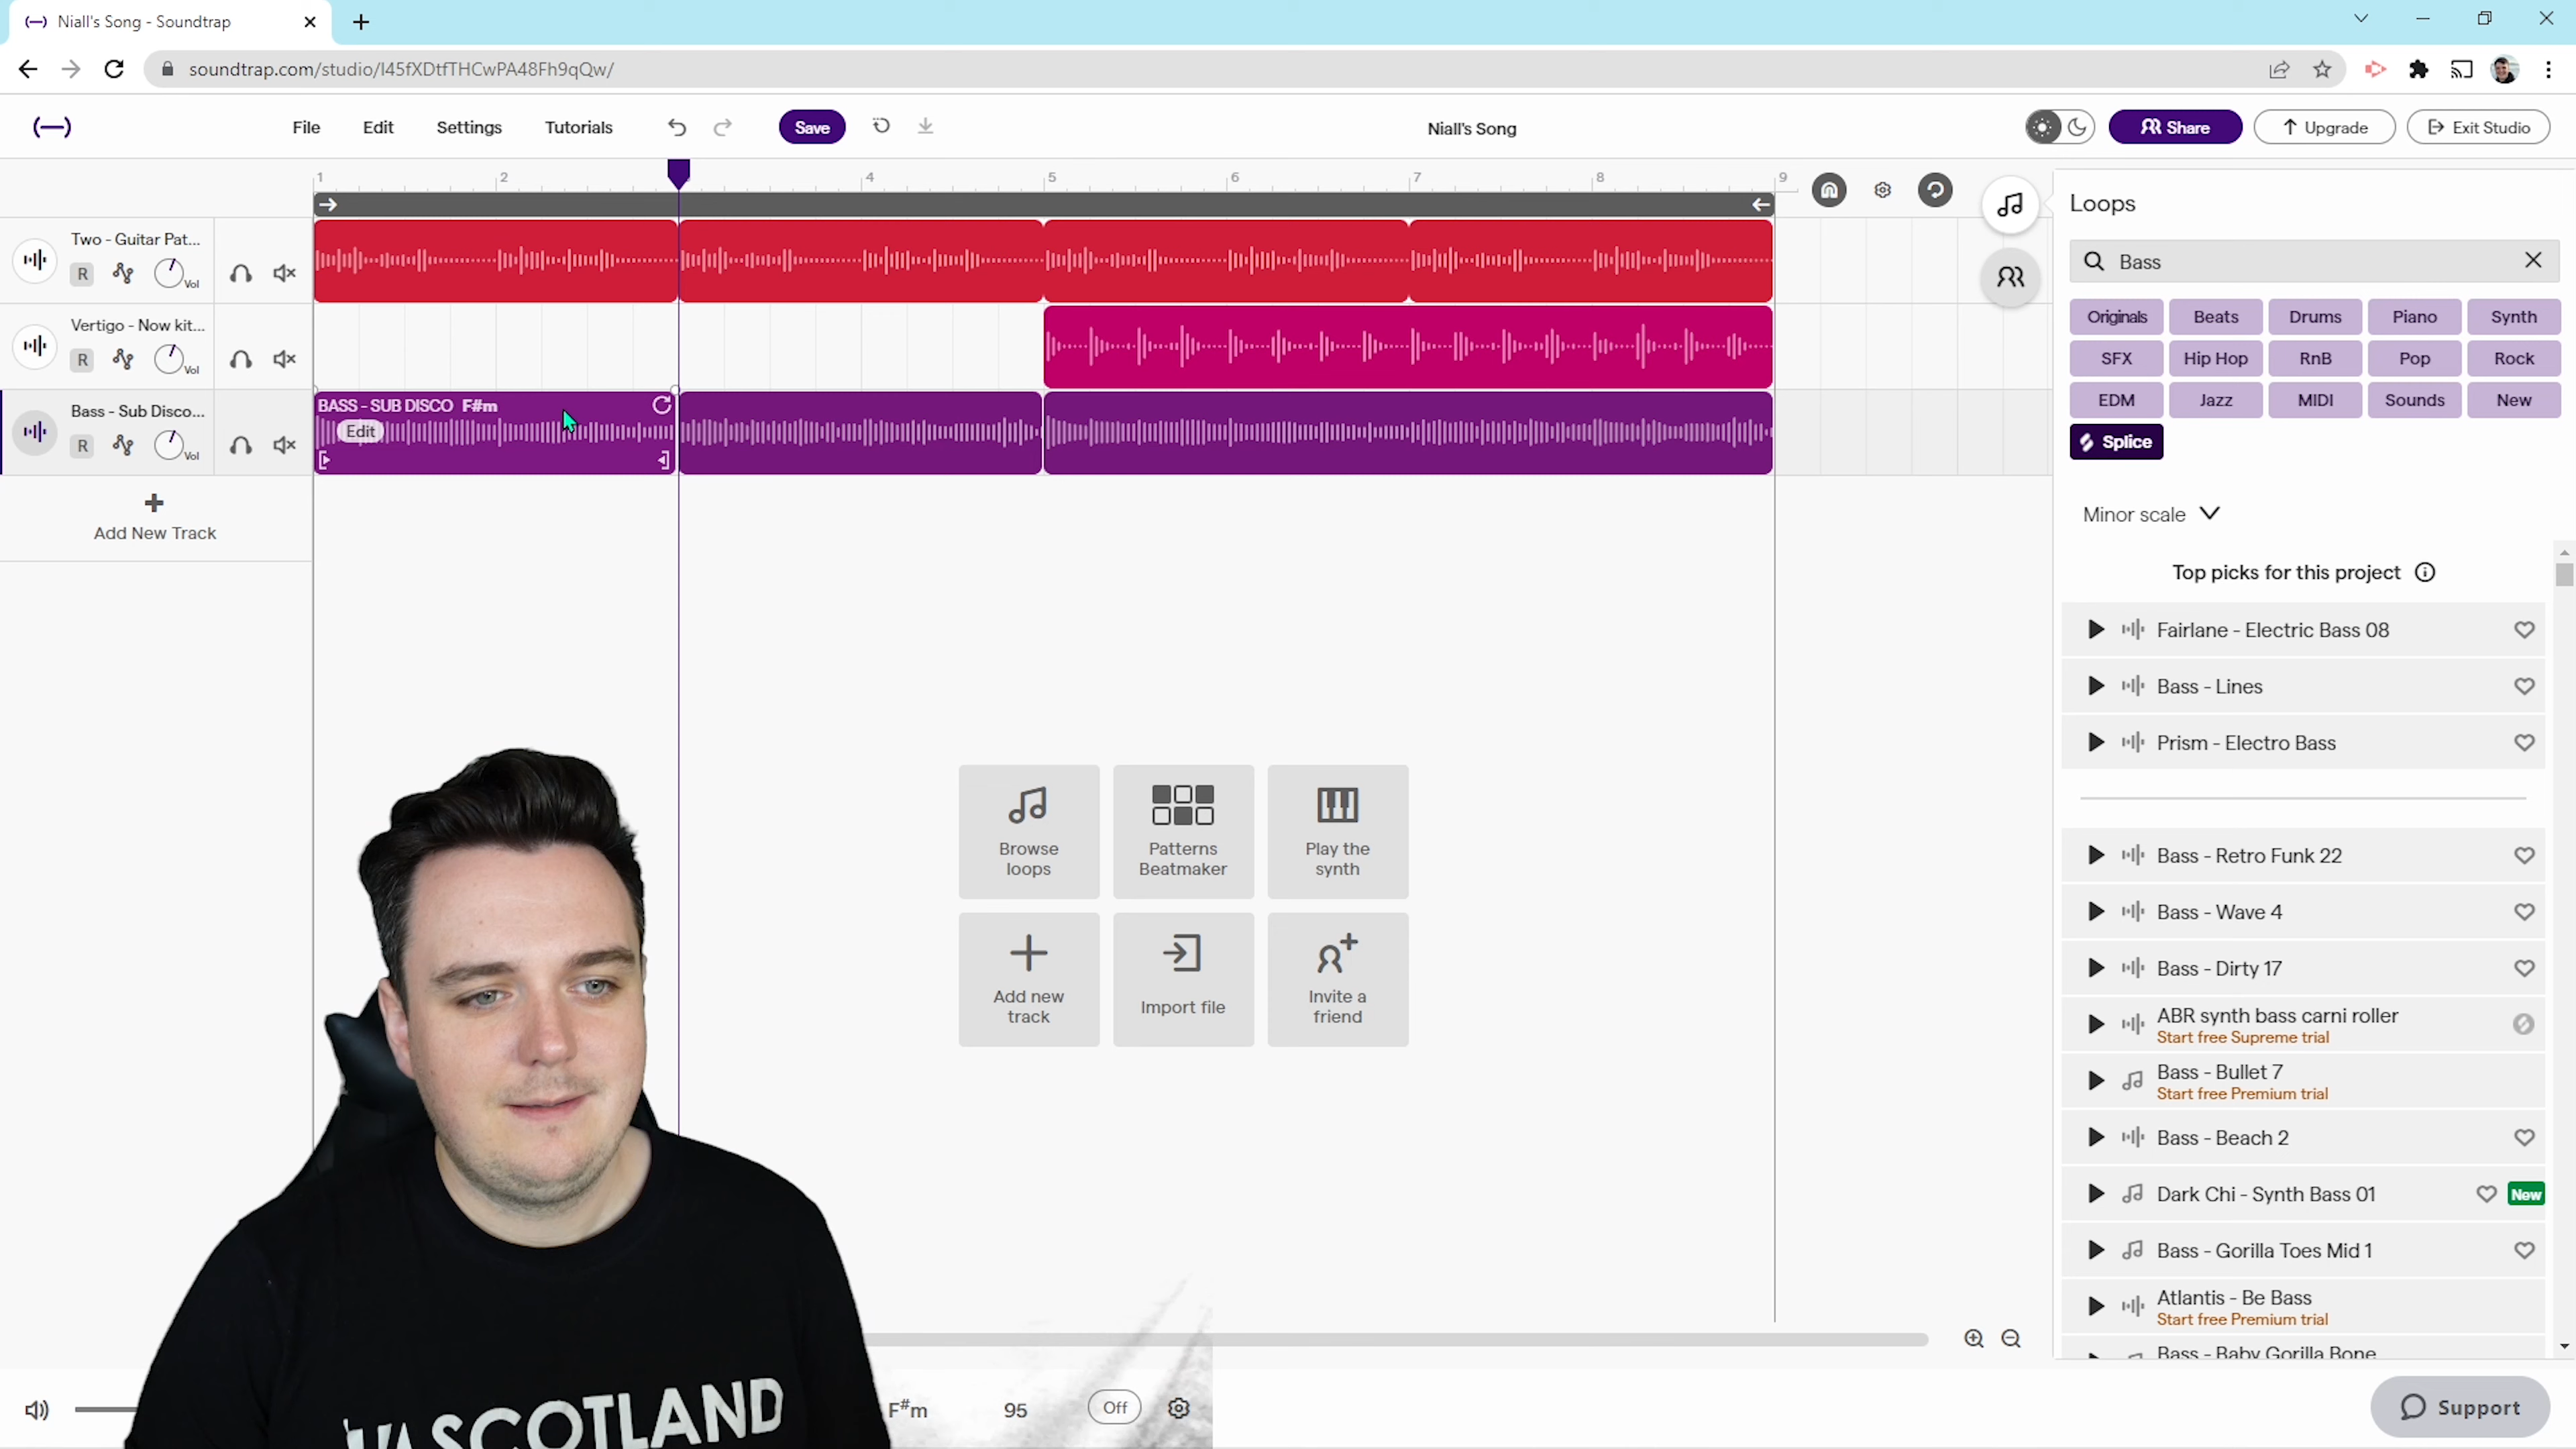 Niall's Song - Soundtrap
soundtrap.com/studio/I45fXDtfTHCwPA48Fh9qQw/
File Edit Settings Tutorials Save Niall's Song Share Upgrade Exit Studio
1 2 4 5 6 7 8 9
Loops
Two - Guitar Pat...
R Vol
Bass
Originals Beats Drums Piano Synth
Vertigo - Now kit...
R Vol
SFX Hip Hop RnB Pop Rock
EDM Jazz MIDI Sounds New
Bass - Sub Disco...
R Vol
BASS - SUB DISCO F#m
Edit
Splice
Add New Track
Minor scale
Top picks for this project
Fairlane - Electric Bass 08
Bass - Lines
Prism - Electro Bass
Browse loops
Patterns Beatmaker
Play the synth
Add new track
Import file
Invite a friend
Bass - Retro Funk 22
Bass - Wave 4
Bass - Dirty 17
ABR synth bass carni roller
Start free Supreme trial
Bass - Bullet 7
Start free Premium trial
Bass - Beach 2
Dark Chi - Synth Bass 01 New
Bass - Gorilla Toes Mid 1
Atlantis - Be Bass
Start free Premium trial
Bass - Baby Gorilla Bone
SCOTLAND
F#m 95 Off
Support